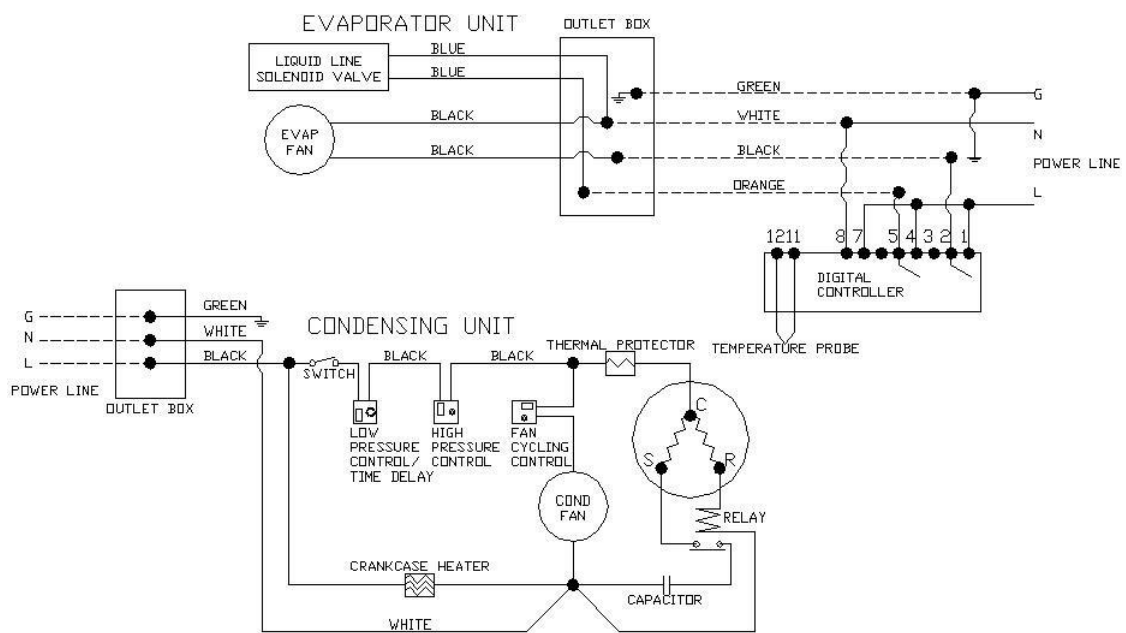 EVAPORATOR UNIT
OUTLET BOX
LIQUID LINE
SOLENOID VALVE
BLUE
BLUE
EVAP
FAN
BLACK
BLACK
GREEN
WHITE
BLACK
ORANGE
G
N
POWER LINE
L
12 11 8 7 5 4 3 2 1
DIGITAL
CONTROLLER
TEMPERATURE PROBE
CONDENSING UNIT
G
N
L
POWER LINE
OUTLET BOX
GREEN
WHITE
BLACK
SWITCH
BLACK
BLACK
THERMAL PROTECTOR
LOW
PRESSURE
CONTROL/
TIME DELAY
HIGH
PRESSURE
CONTROL
FAN
CYCLING
CONTROL
C
S
R
RELAY
COND
FAN
CRANKCASE HEATER
CAPACITOR
WHITE